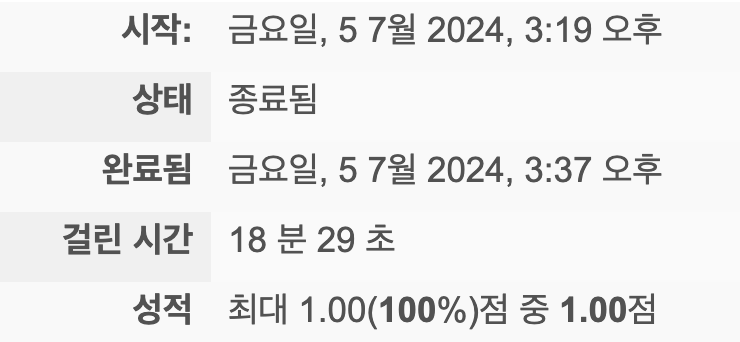 시작: 금요일, 5 7월 2024, 3:19 오후
상태 종료됨
완료됨 금요일, 5 7월 2024, 3:37 오후
걸린 시간 18 분 29 초
성적 최대 1.00(100%)점 중 1.00점